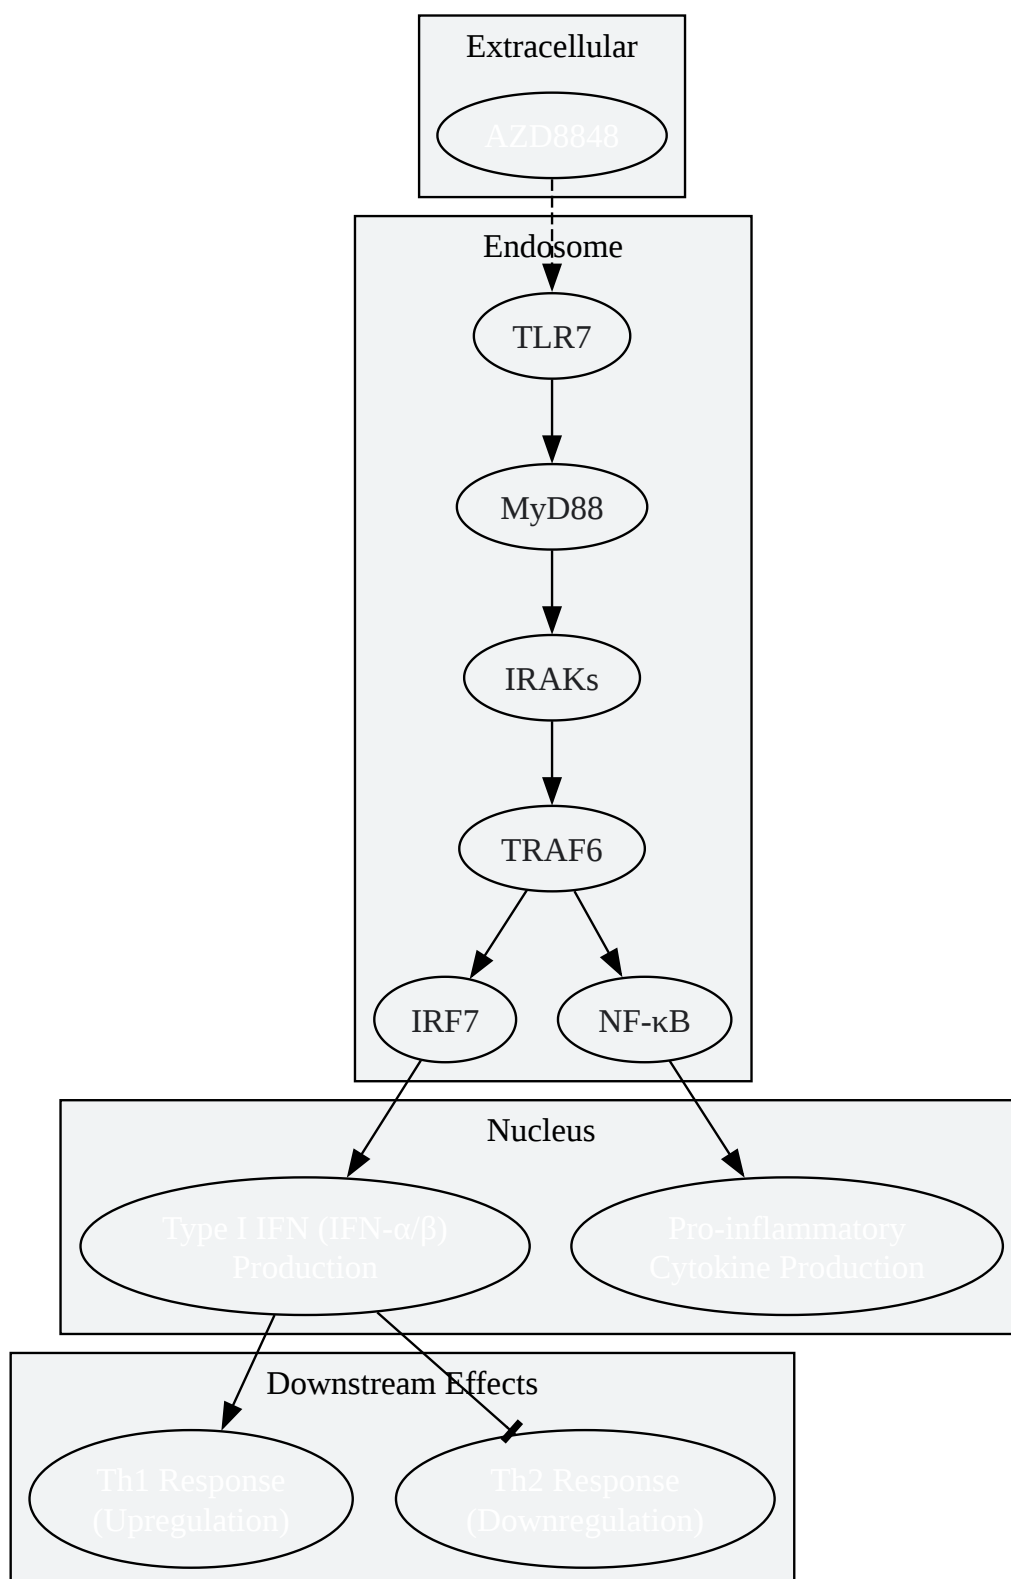 Extracellular
AZD8848
Endosome
TLR7
MyD88
IRAKs
TRAF6
IRF7
NF-κB
Nucleus
Type I IFN (IFN-α/β)
Production
Pro-inflammatory
Cytokine Production
Downstream Effects
Th1 Response
(Upregulation)
Th2 Response
(Downregulation)